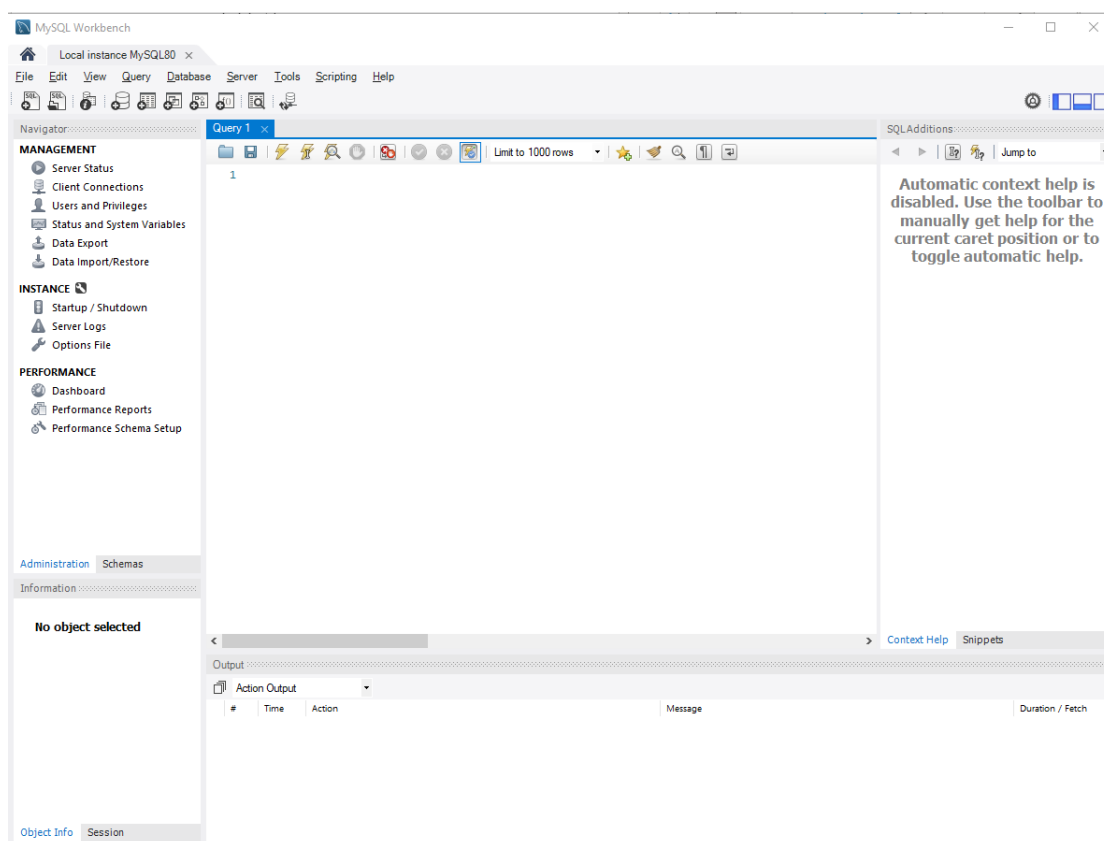 MySQL Workbench
Local instance MySQL80
File Edit View Query Database Server Tools Scripting Help
Navigator
MANAGEMENT
Server Status
Client Connections
Users and Privileges
Status and System Variables
Data Export
Data Import/Restore
INSTANCE
Startup / Shutdown
Server Logs
Options File
PERFORMANCE
Dashboard
Performance Reports
Performance Schema Setup
Administration Schemas
Information
No object selected
Object Info Session
Query 1
Limit to 1000 rows
1
Output
Action Output
# Time Action Message Duration / Fetch
SQLAdditions
Jump to
Automatic context help is
disabled. Use the toolbar to
manually get help for the
current caret position or to
toggle automatic help.
Context Help Snippets